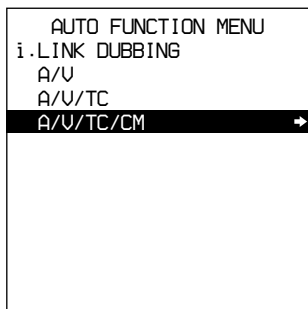 AUTO FUNCTION MENU
i.LINK DUBBING
A/V
A/V/TC
A/V/TC/CM ➔